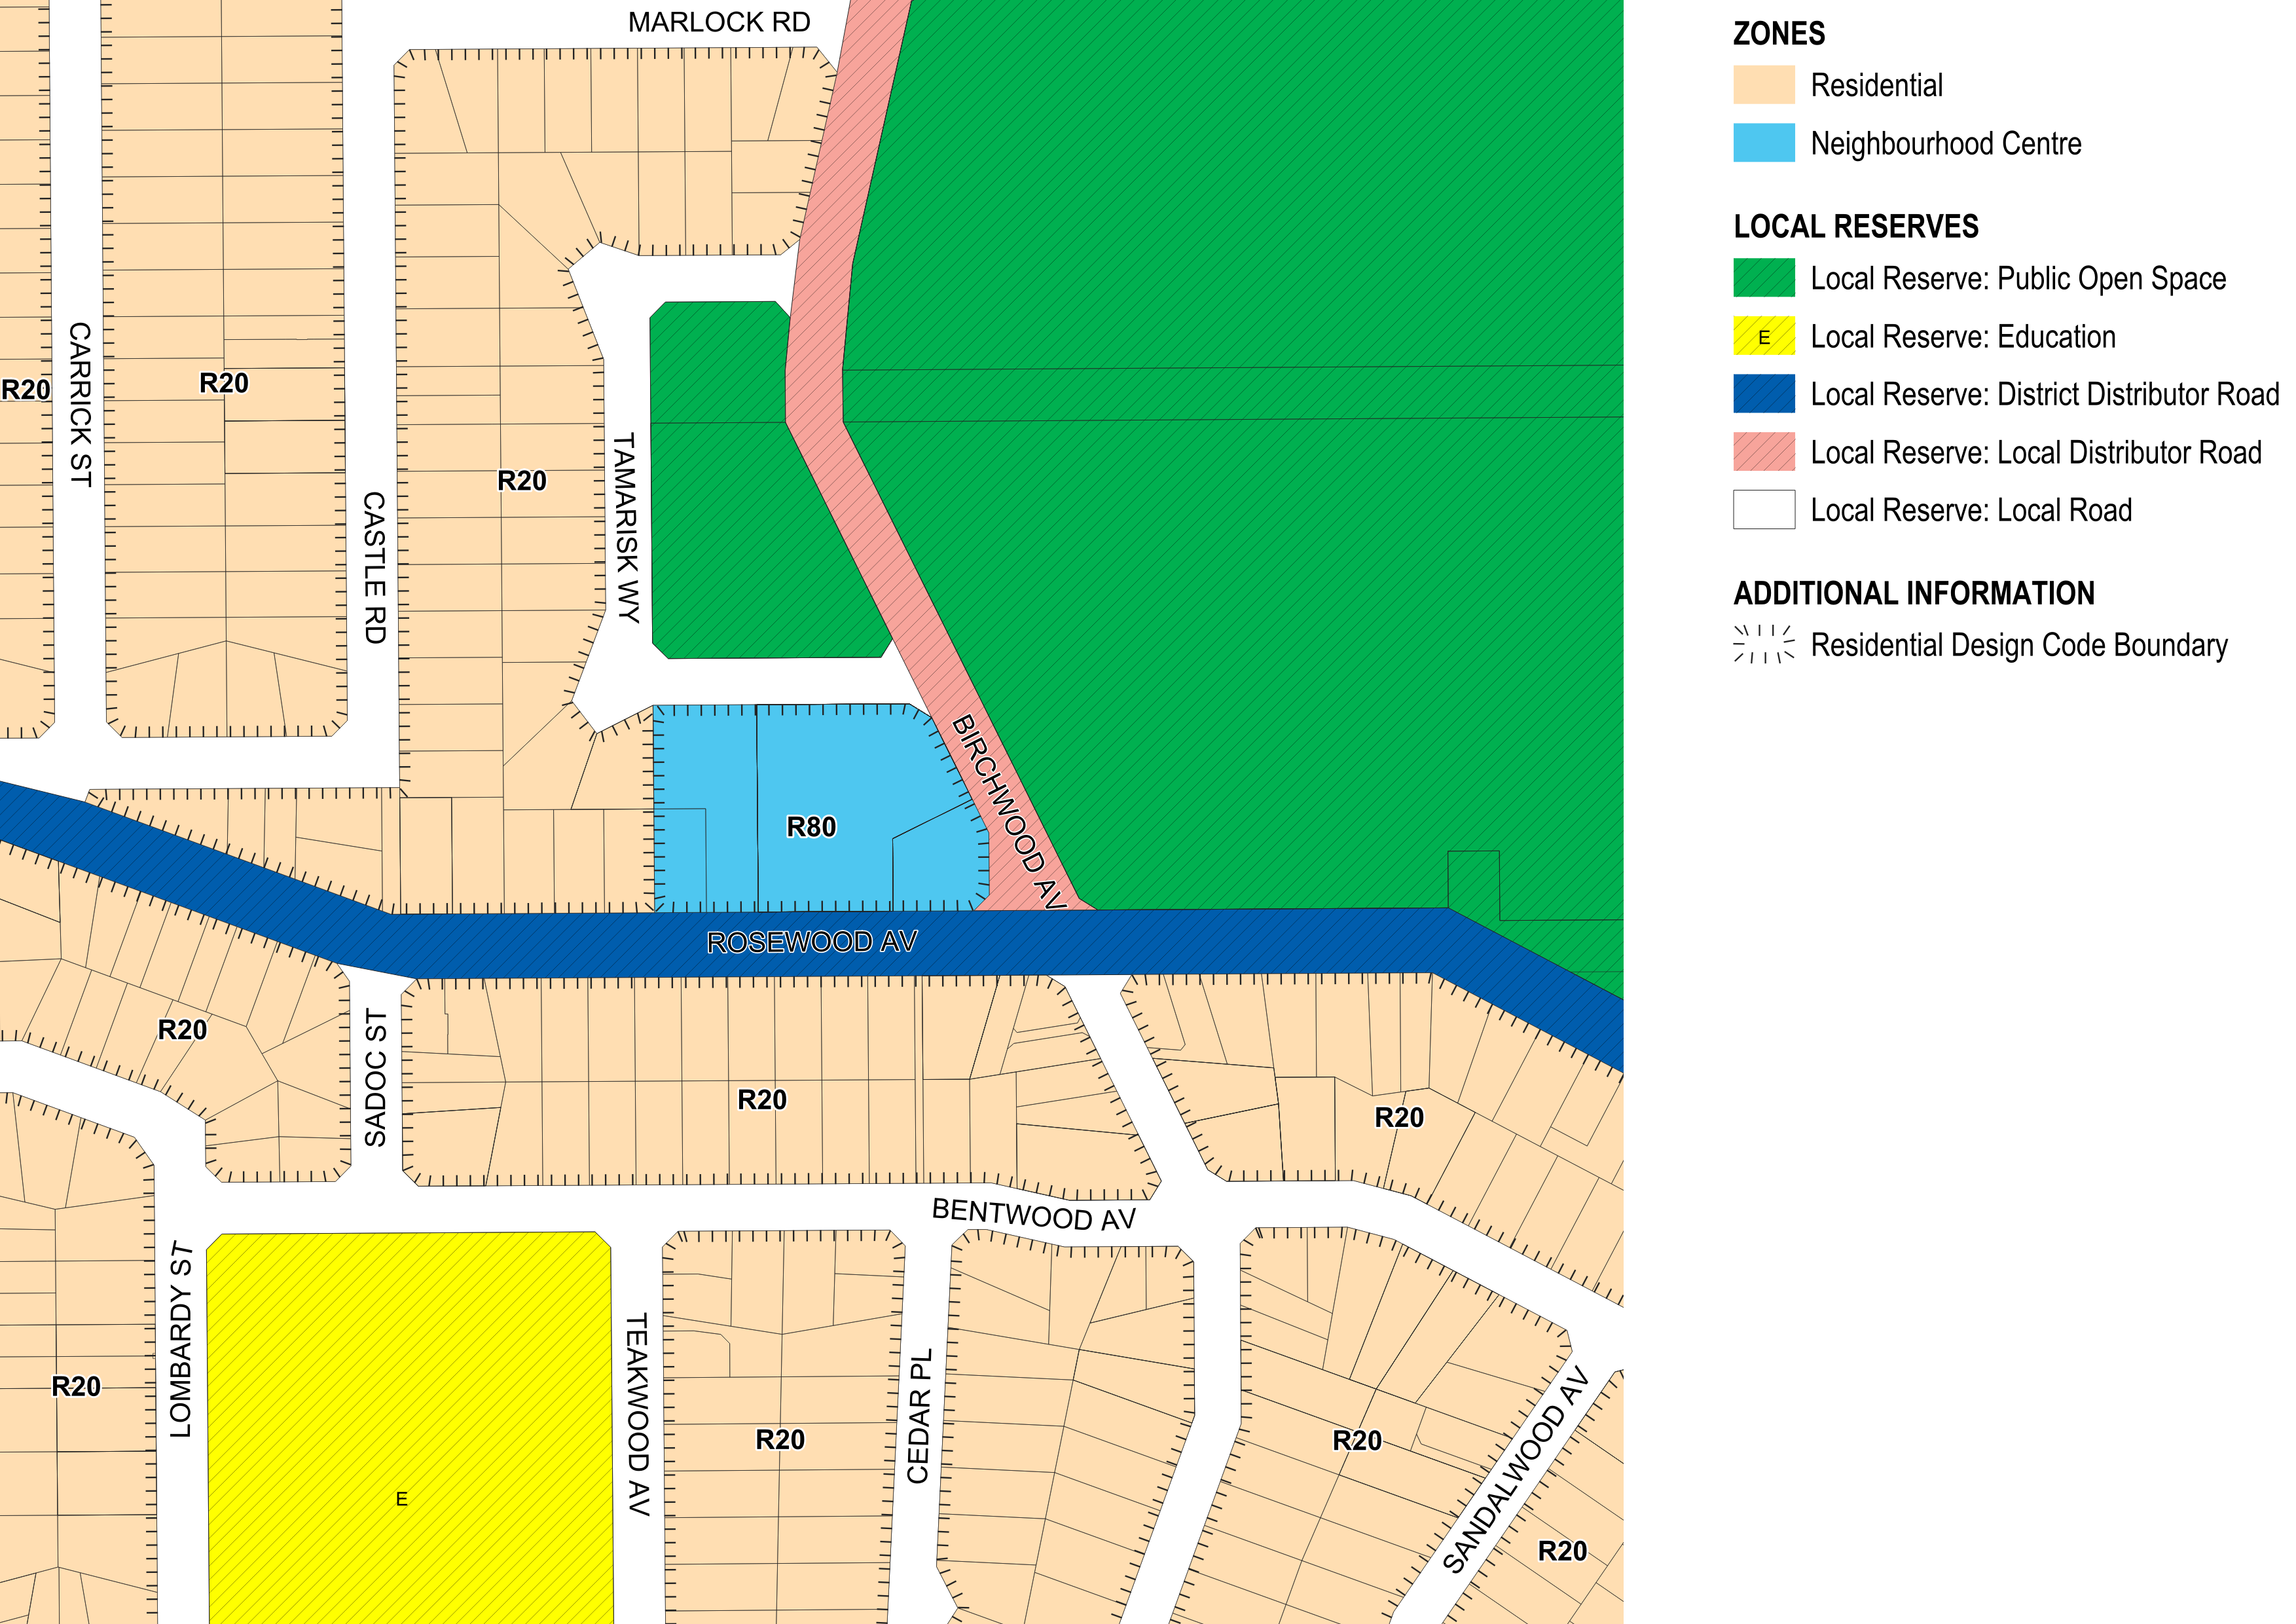 MARLOCK RD
CARRICK ST
R20
R20
CASTLE RD
R20
TAMARISK WY
BIRCHWOOD AV
R80
ROSEWOOD AV
R20
SADOC ST
R20
R20
BENTWOOD AV
LOMBARDY ST
R20
E
TEAKWOOD AV
R20
CEDAR PL
R20
SANDALWOOD AV
R20
ZONES
Residential
Neighbourhood Centre
LOCAL RESERVES
Local Reserve: Public Open Space
E
Local Reserve: Education
Local Reserve: District Distributor Road
Local Reserve: Local Distributor Road
Local Reserve: Local Road
ADDITIONAL INFORMATION
Residential Design Code Boundary